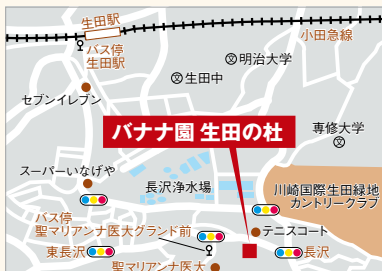 生田駅
小田急線
バス停
生田駅
明治大学
生田中
セブンイレブン
バナナ園 生田の杜
専修大学
スーパーいなげや
長沢浄水場
川崎国際生田緑地
カントリークラブ
バス停
聖マリアンナ医大グランド前
テニスコート
東長沢
長沢
聖マリアンナ医大